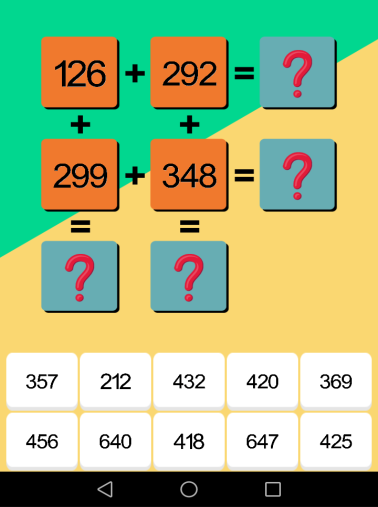 126 + 292 = ❓
+ +
299 + 348 = ❓
= =
❓ ❓
357 212 432 420 369
456 640 418 647 425